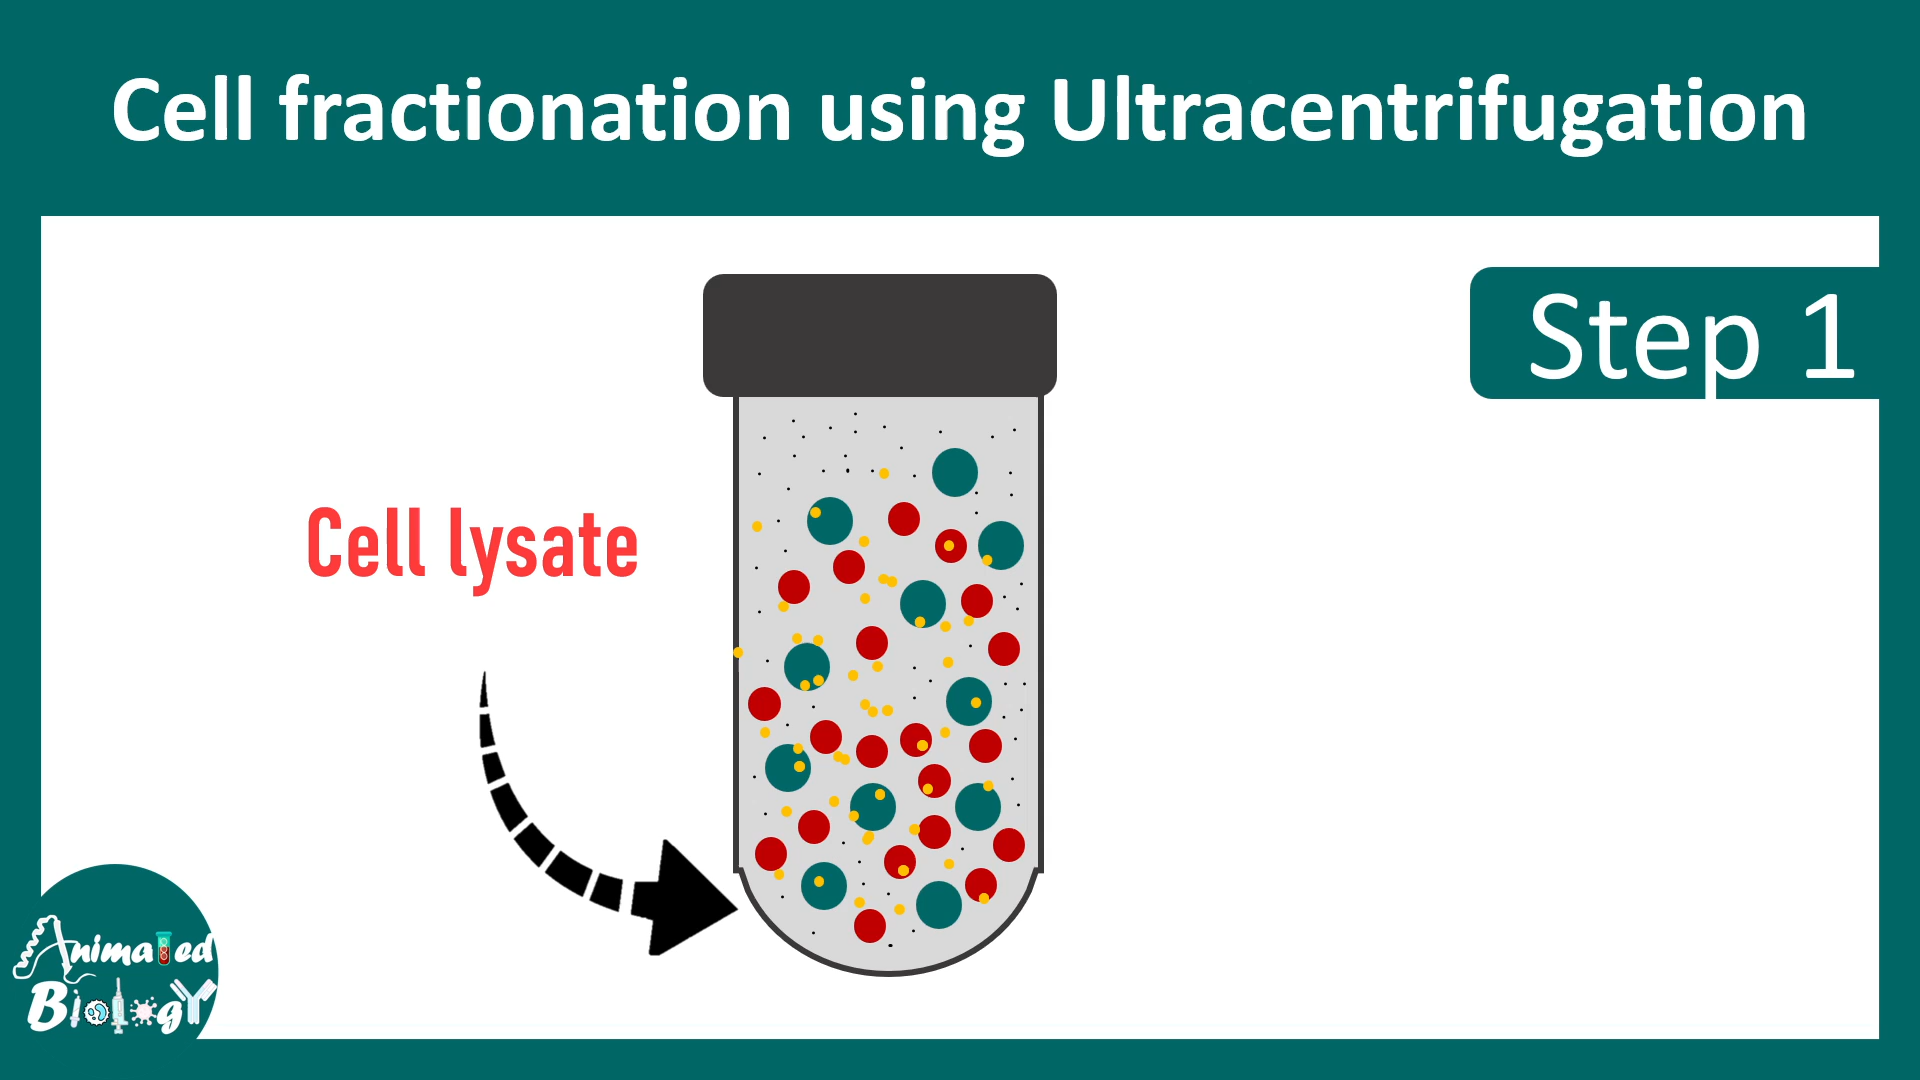 Cell fractionation using Ultracentrifugation
Step 1
Cell lysate
Animated
Biology